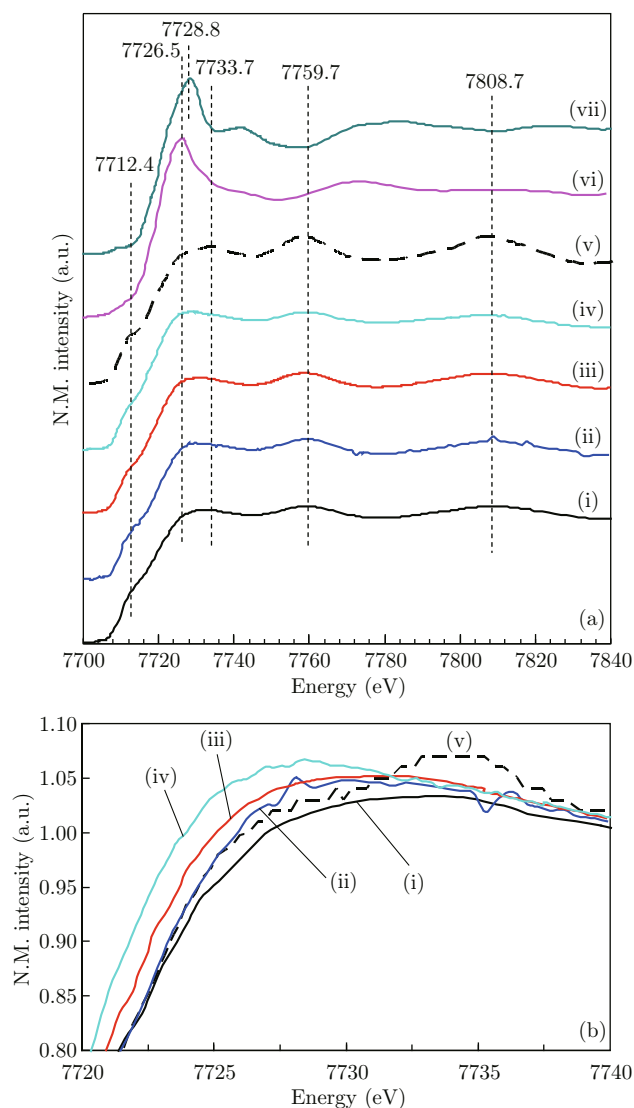 7728.8
7726.5
7733.7
7759.7
7808.7
7712.4
(vii)
(vi)
(v)
(iv)
(iii)
(ii)
(i)
(a)
N.M. intensity (a.u.)
7700 7720 7740 7760 7780 7800 7820 7840
Energy (eV)
1.10
1.05
1.00
0.95
0.90
0.85
0.80
(iii)
(iv)
(v)
(ii)
(i)
(b)
N.M. intensity (a.u.)
7720 7725 7730 7735 7740
Energy (eV)